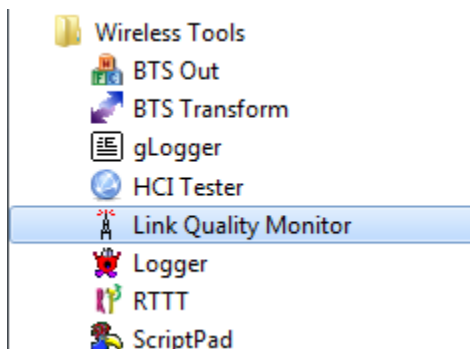 Wireless Tools
BTS Out
BTS Transform
gLogger
HCI Tester
Link Quality Monitor
Logger
RTTT
ScriptPad